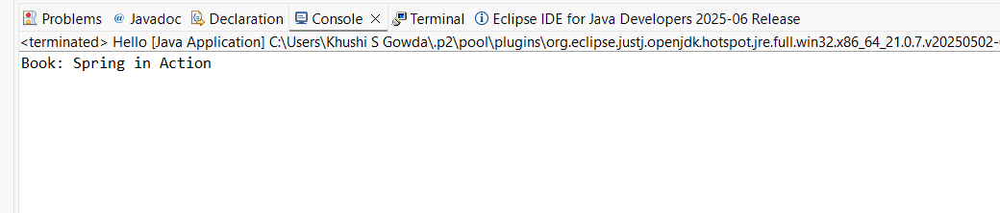 Problems @ Javadoc Declaration Console Terminal Eclipse IDE for Java Developers 2025-06 Release
<terminated> Hello [Java Application] C:\Users\Khushi S Gowda\.p2\pool\plugins\org.eclipse.justj.openjdk.hotspot.jre.full.win32.x86_64_21.0.7.v20250502-
Book: Spring in Action